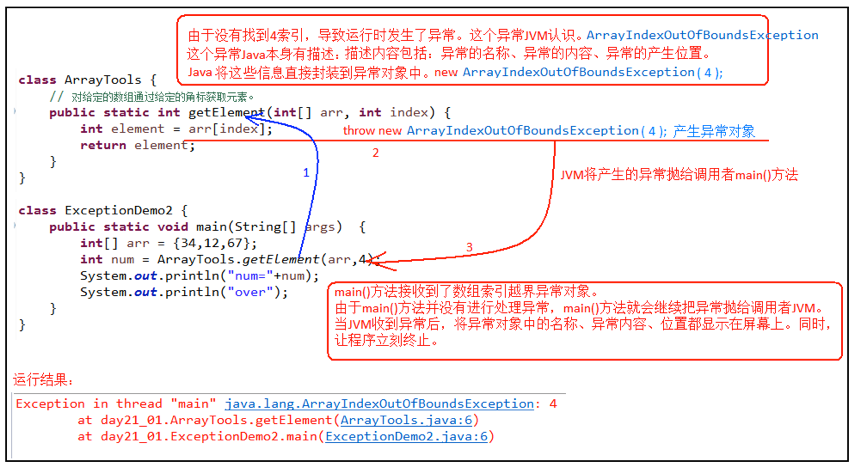 由于没有找到4索引，导致运行时发生了异常。这个异常JVM认识。ArrayIndexOutOfBoundsException
这个异常Java本身有描述：描述内容包括：异常的名称、异常的内容、异常的产生位置。
Java将这些信息直接封装到异常对象中。new ArrayIndexOutOfBoundsException(4);
class ArrayTools {
// 对给定的数组通过给定的角标获取元素。
public static int getElement(int[] arr, int index) {
int element = arr[index];
throw new ArrayIndexOutOfBoundsException(4); 产生异常对象
return element;
2
}
1
JVM将产生的异常抛给调用者main()方法
}
class ExceptionDemo2 {
public static void main(String[] args) {
int[] arr = {34,12,67};
3
int num = ArrayTools.getElement(arr,4);
System.out.println("num="+num);
System.out.println("over");
}
}
main()方法接收到了数组索引越界异常对象。
由于main()方法并没有进行处理异常，main()方法就会继续把异常抛给调用者JVM。
当JVM收到异常后，将异常对象中的名称、异常内容、位置都显示在屏幕上。同时，
让程序立刻终止。
运行结果：
Exception in thread "main" java.lang.ArrayIndexOutOfBoundsException: 4
at day21_01.ArrayTools.getElement(ArrayTools.java:6)
at day21_01.ExceptionDemo2.main(ExceptionDemo2.java:6)